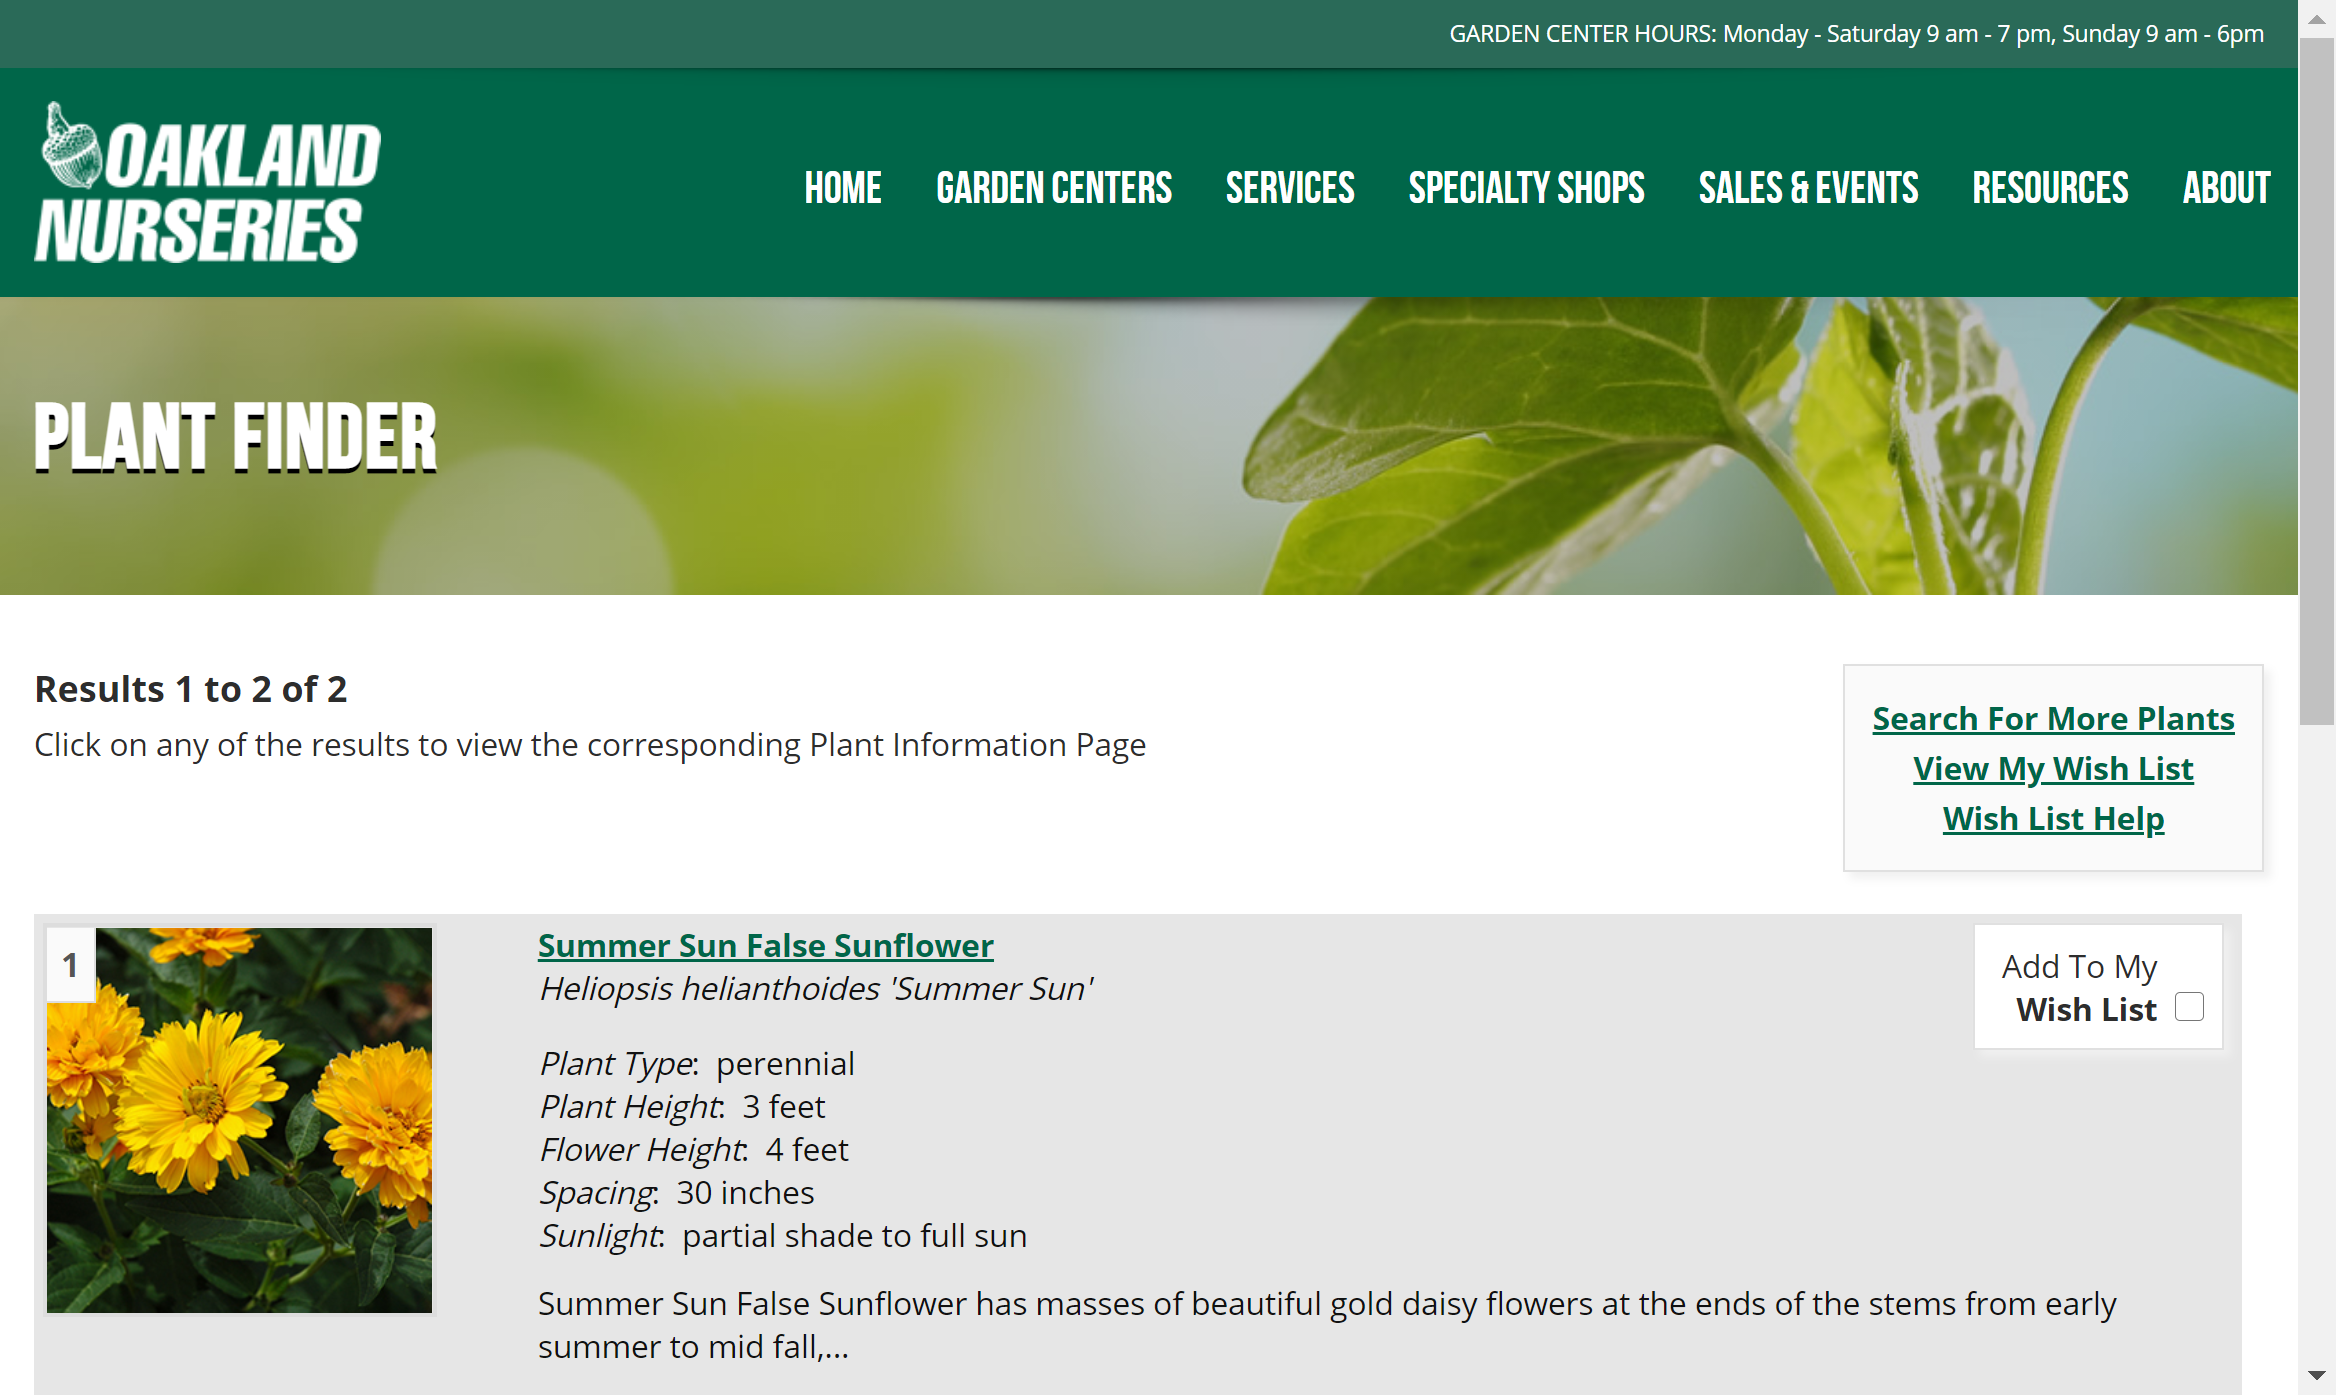 GARDEN CENTER HOURS: Monday - Saturday 9 am - 7 pm, Sunday 9 am - 6pm
OAKLAND
NURSERIES
HOME GARDEN CENTERS SERVICES SPECIALTY SHOPS SALES & EVENTS RESOURCES ABOUT
PLANT FINDER
Results 1 to 2 of 2
Click on any of the results to view the corresponding Plant Information Page
Search For More Plants
View My Wish List
Wish List Help
1
Summer Sun False Sunflower
Heliopsis helianthoides 'Summer Sun'
Add To My
Wish List
Plant Type: perennial
Plant Height: 3 feet
Flower Height: 4 feet
Spacing: 30 inches
Sunlight: partial shade to full sun
Summer Sun False Sunflower has masses of beautiful gold daisy flowers at the ends of the stems from early
summer to mid fall,...